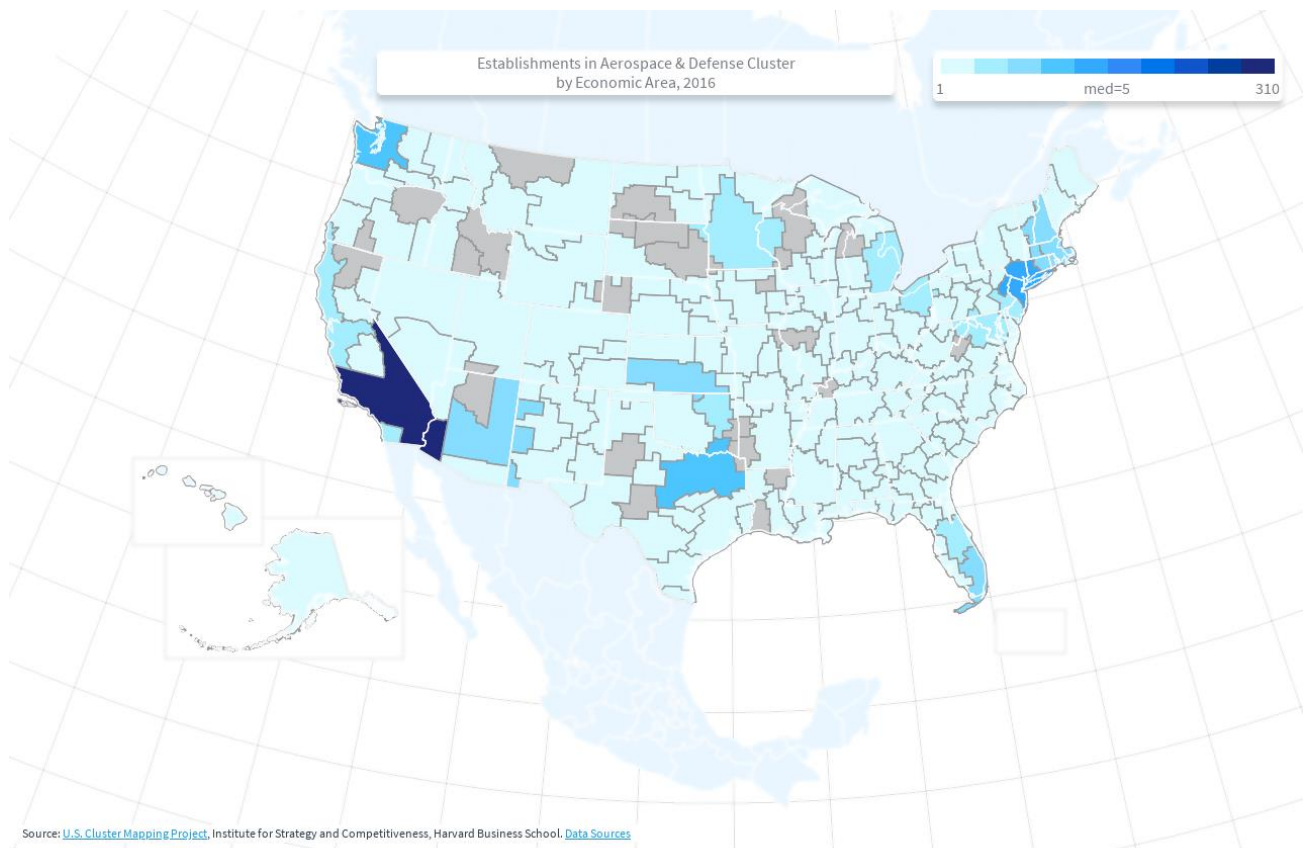 Establishments in Aerospace & Defense Cluster
by Economic Area, 2016
1 med=5 310
Source: U.S. Cluster Mapping Project, Institute for Strategy and Competitiveness, Harvard Business School. Data Sources